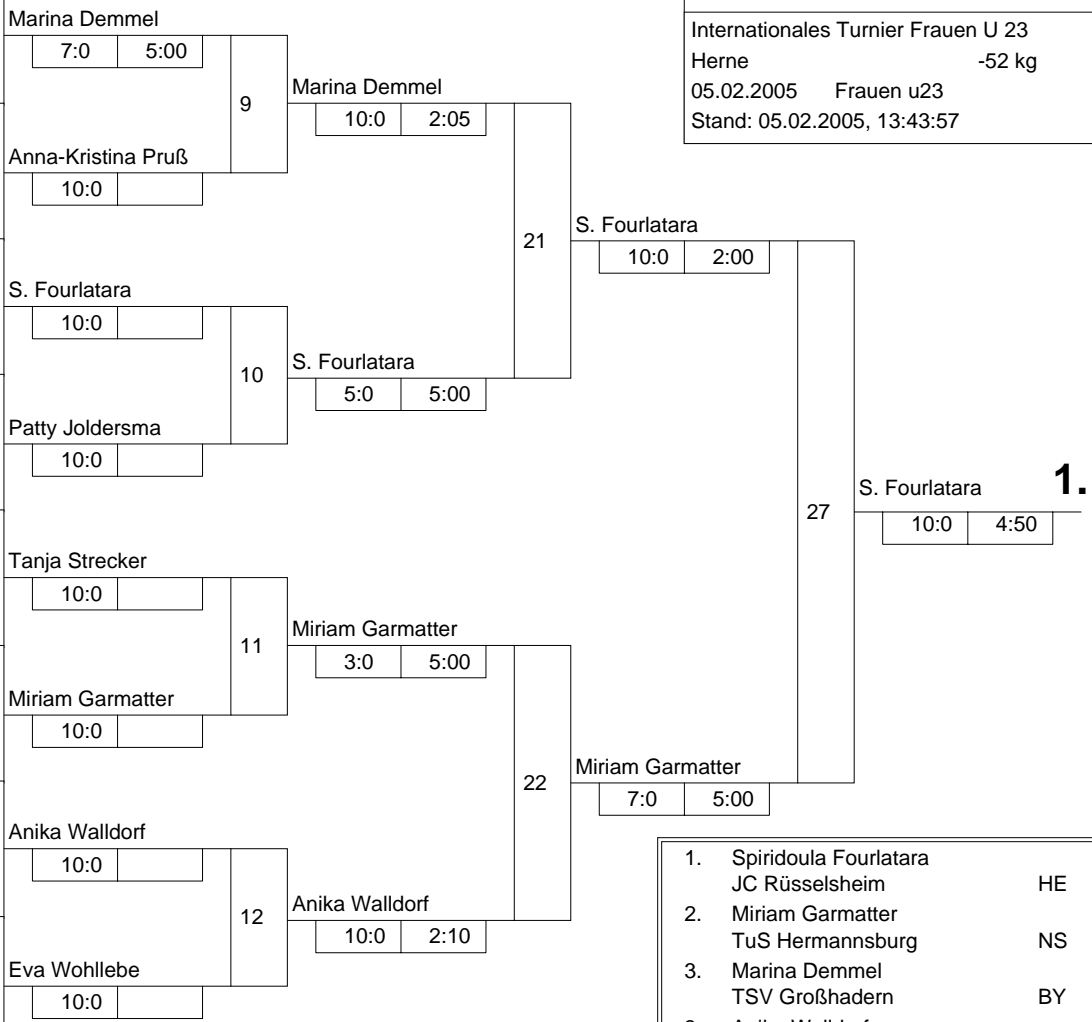 Marina Demmel
7:0 5:00
9
Anna-Kristina Pruß
10:0
Marina Demmel
10:0 2:05
S. Fourlatara
10:0
10
Patty Joldersma
10:0
S. Fourlatara
5:0 5:00
21
S. Fourlatara
10:0 2:00
Tanja Strecker
10:0
11
Miriam Garmatter
10:0
Miriam Garmatter
3:0 5:00
Anika Walldorf
10:0
12
Eva Wohllebe
10:0
Anika Walldorf
10:0 2:10
22
Miriam Garmatter
7:0 5:00
27
S. Fourlatara 1.
10:0 4:50
Internationales Turnier Frauen U 23
Herne -52 kg
05.02.2005 Frauen u23
Stand: 05.02.2005, 13:43:57
1. Spiridoula Fourlatara
JC Rüsselsheim HE
2. Miriam Garmatter
TuS Hermannsburg NS
3. Marina Demmel
TSV Großhadern BY
3. Anika Walldorf